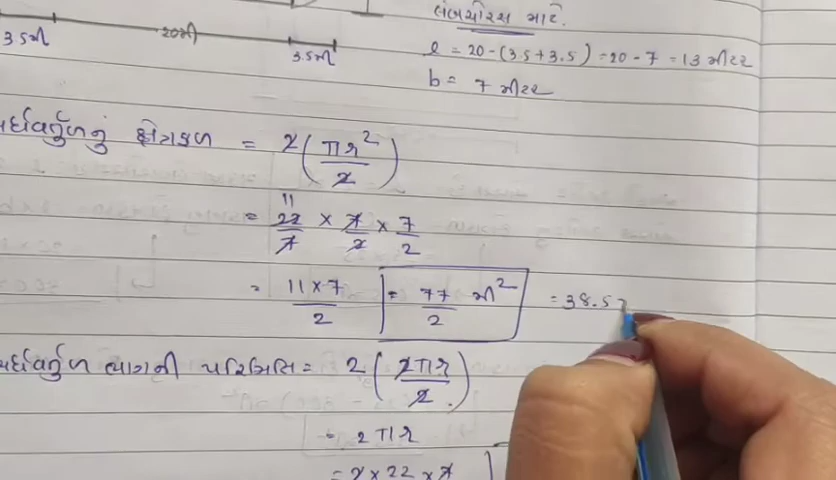 લંબચોરસ માટે.
3.5મી 20મી 3.5મી
l = 20-(3.5+3.5) = 20-7 = 13 મીટર
b = 7 મીટર
ર્ધવર્તુળનું ક્ષેત્રફળ = 2(πr²/2)
= 22/7 × 7/2 × 7/2
11
= 11×7/2 = 77/2 મી² = 38.5
ર્ધવર્તુળ ભાગની પરિમિતિ = 2(2πr/2)
= 2πr
= 2×22×7